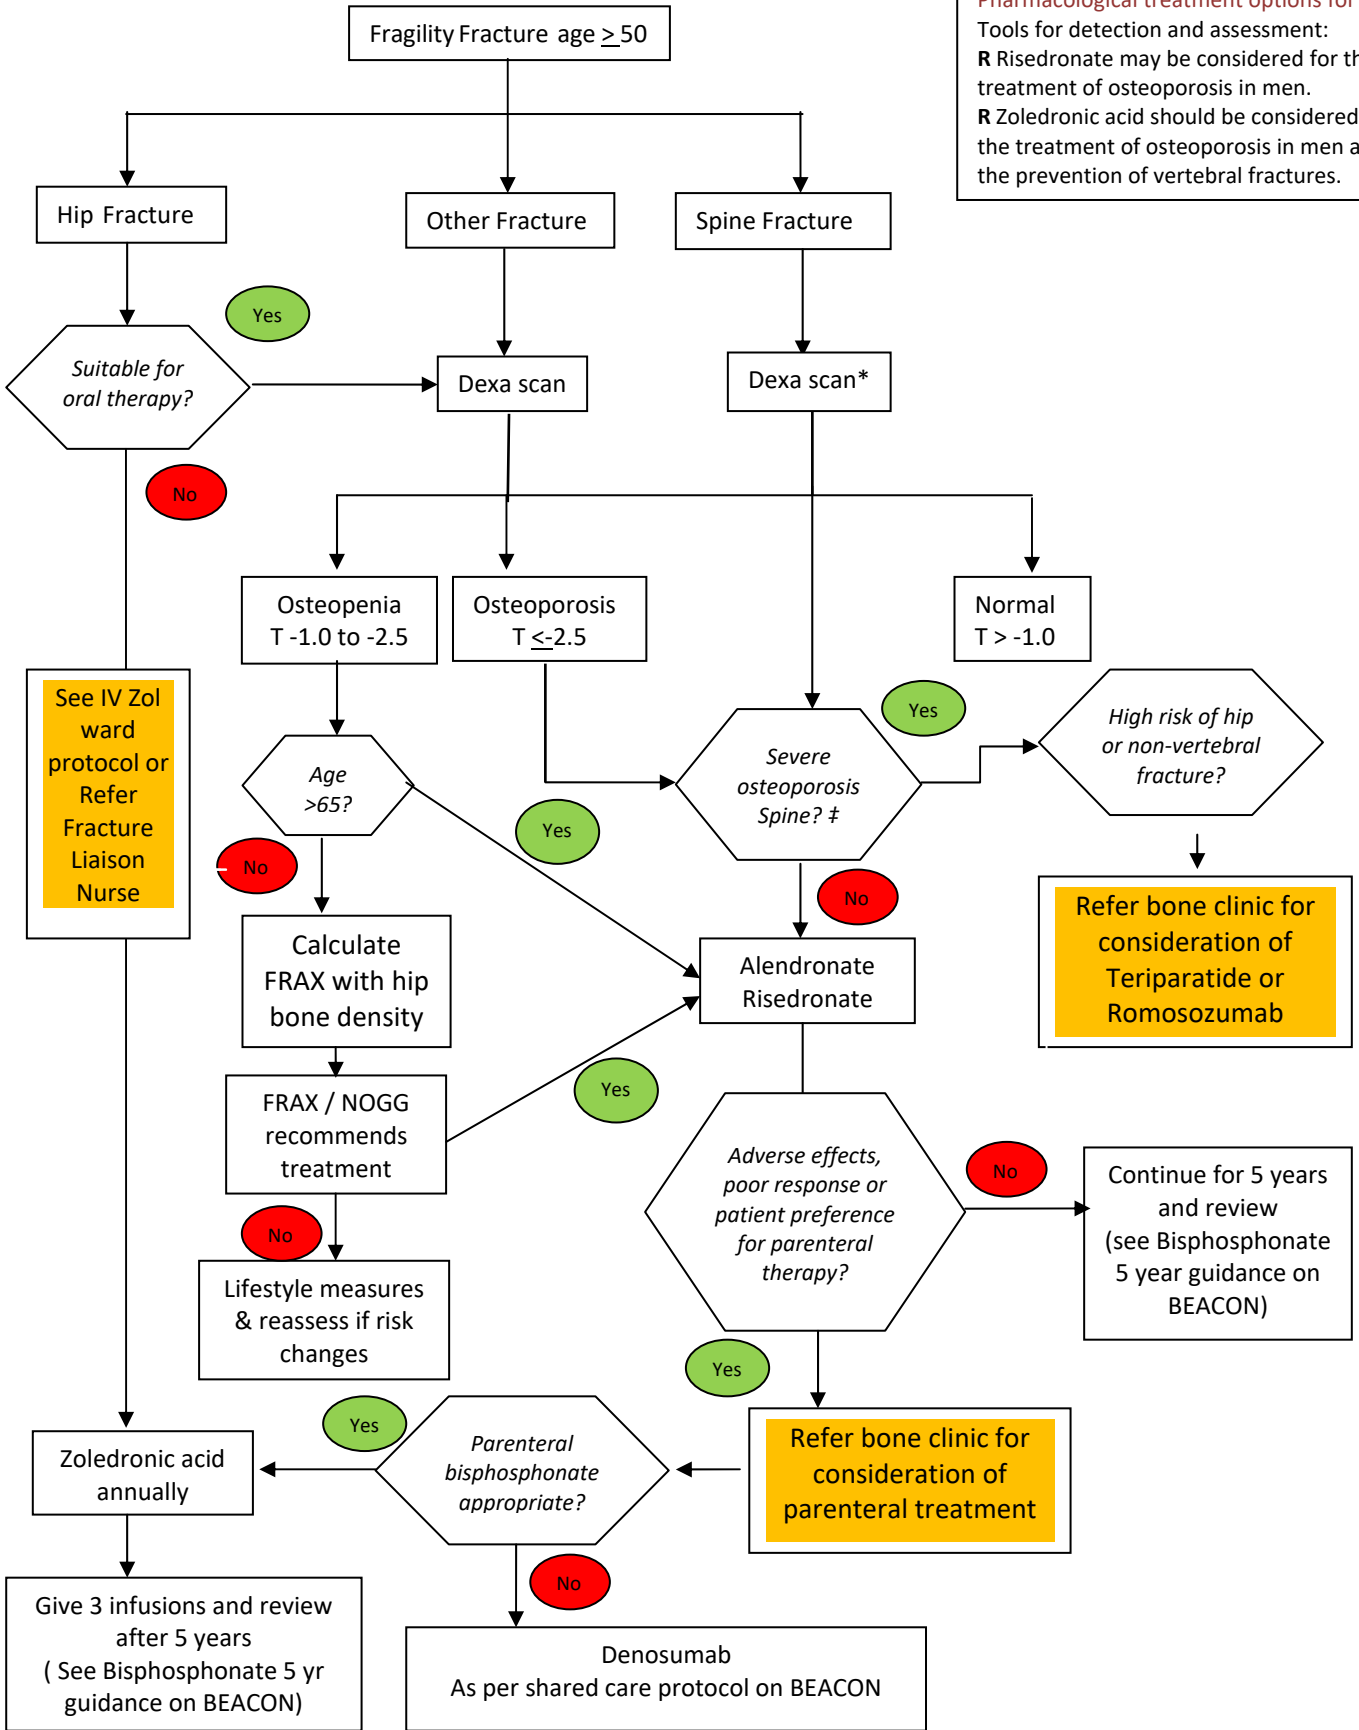 Pharmacological treatment options for
Tools for detection and assessment:
R Risedronate may be considered for th
treatment of osteoporosis in men.
R Zoledronic acid should be considered
the treatment of osteoporosis in men a
the prevention of vertebral fractures.
Fragility Fracture age > 50
Hip Fracture
Other Fracture
Spine Fracture
Yes
Suitable for
oral therapy?
Dexa scan
Dexa scan*
No
Osteopenia
T -1.0 to -2.5
Osteoporosis
T <-2.5
Normal
T > -1.0
See IV Zol
ward
protocol or
Refer
Fracture
Liaison
Nurse
Age
>65?
Yes
Severe
osteoporosis
Spine? ‡
Yes
High risk of hip
or non-vertebral
fracture?
No
No
Calculate
FRAX with hip
bone density
Alendronate
Risedronate
Refer bone clinic for
consideration of
Teriparatide or
Romosozumab
FRAX / NOGG
recommends
treatment
Yes
Adverse effects,
poor response or
patient preference
for parenteral
therapy?
No
Continue for 5 years
and review
(see Bisphosphonate
5 year guidance on
BEACON)
No
Lifestyle measures
& reassess if risk
changes
Yes
Refer bone clinic for
consideration of
parenteral treatment
Parenteral
bisphosphonate
appropriate?
Yes
Zoledronic acid
annually
No
Give 3 infusions and review
after 5 years
( See Bisphosphonate 5 yr
guidance on BEACON)
Denosumab
As per shared care protocol on BEACON